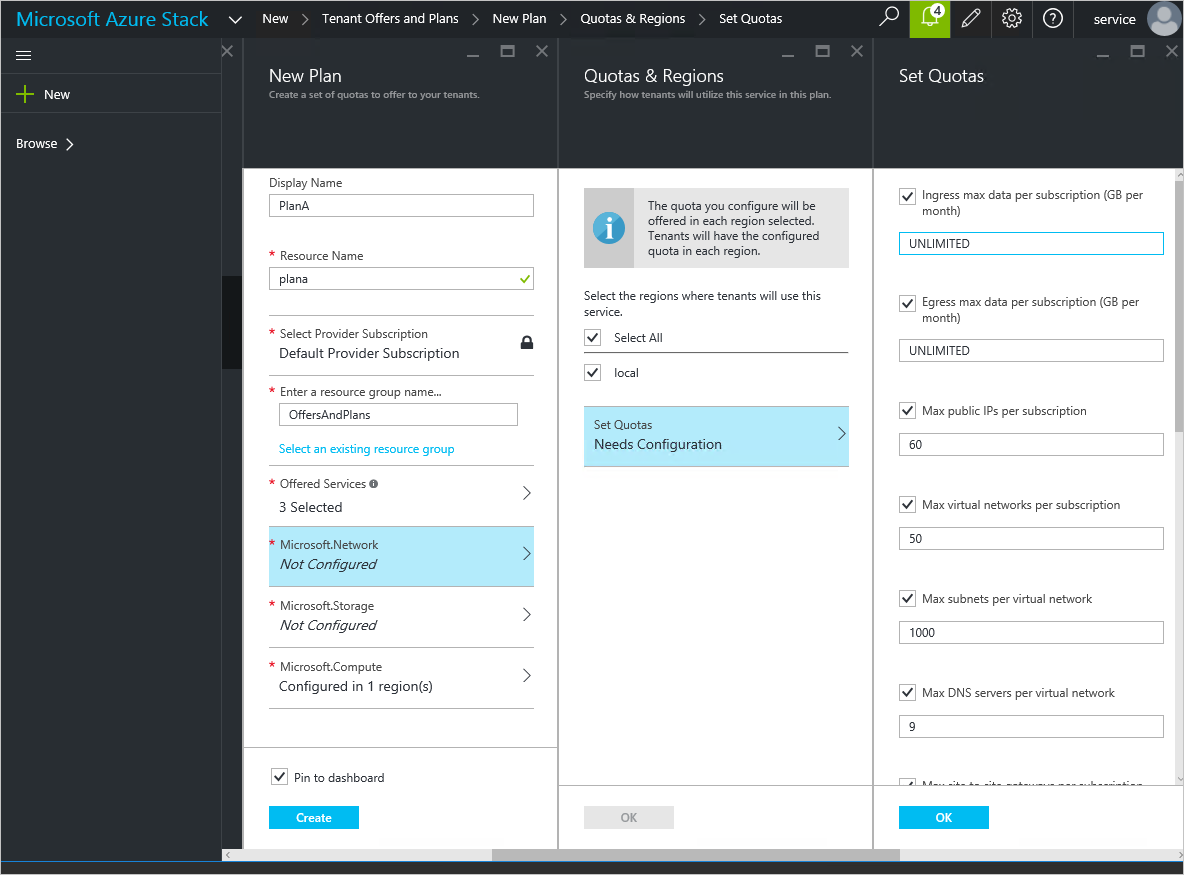 Microsoft Azure Stack
New
Tenant Offers and Plans
New Plan
Quotas & Regions
Set Quotas
4
service
New
Browse
New Plan
Create a set of quotas to offer to your tenants.
Display Name
PlanA
* Resource Name
plana
* Select Provider Subscription
Default Provider Subscription
* Enter a resource group name...
OffersAndPlans
Select an existing resource group
* Offered Services
3 Selected
* Microsoft.Network
Not Configured
* Microsoft.Storage
Not Configured
* Microsoft.Compute
Configured in 1 region(s)
Pin to dashboard
Create
Quotas & Regions
Specify how tenants will utilize this service in this plan.
The quota you configure will be
offered in each region selected.
Tenants will have the configured
quota in each region.
Select the regions where tenants will use this
service.
Select All
local
Set Quotas
Needs Configuration
OK
Set Quotas
Ingress max data per subscription (GB per
month)
UNLIMITED
Egress max data per subscription (GB per
month)
UNLIMITED
Max public IPs per subscription
60
Max virtual networks per subscription
50
Max subnets per virtual network
1000
Max DNS servers per virtual network
9
Max site to site gateways per subscription
OK